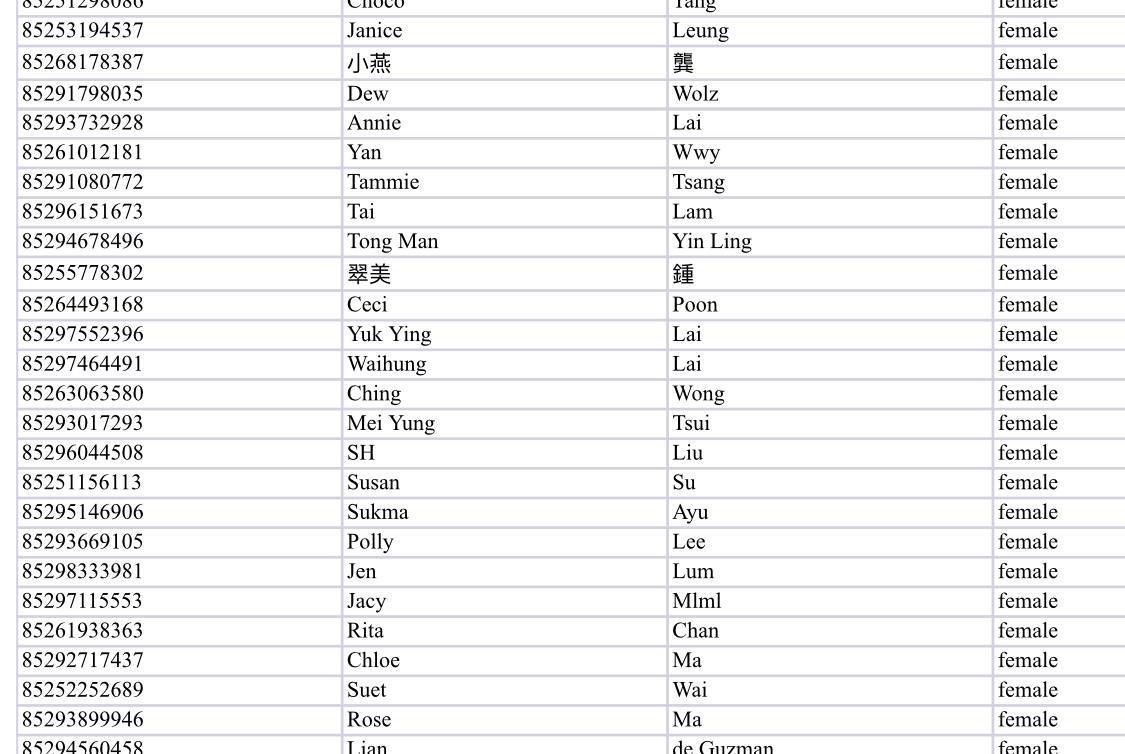 Choco Yang female
85253194537 Janice Leung female
85268178387 小燕 龔 female
85291798035 Dew Wolz female
85293732928 Annie Lai female
85261012181 Yan Wwy female
85291080772 Tammie Tsang female
85296151673 Tai Lam female
85294678496 Tong Man Yin Ling female
85255778302 翠美 鍾 female
85264493168 Ceci Poon female
85297552396 Yuk Ying Lai female
85297464491 Waihung Lai female
85263063580 Ching Wong female
85293017293 Mei Yung Tsui female
85296044508 SH Liu female
85251156113 Susan Su female
85295146906 Sukma Ayu female
85293669105 Polly Lee female
85298333981 Jen Lum female
85297115553 Jacy Mlml female
85261938363 Rita Chan female
85292717437 Chloe Ma female
85252252689 Suet Wai female
85293899946 Rose Ma female
85294560458 Lian de Guzman female